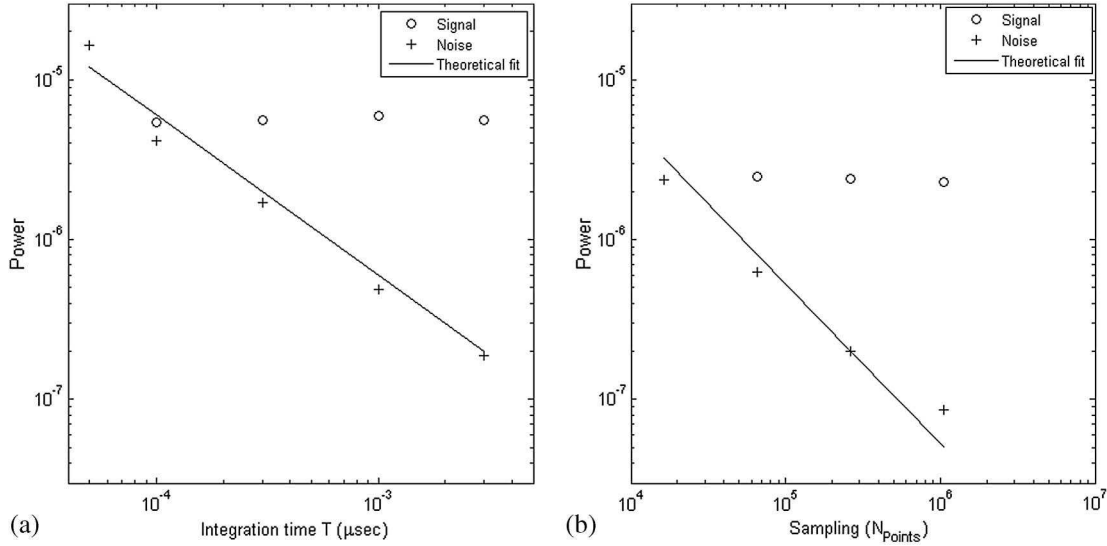 Signal
Noise
Theoretical fit
10^-5
10^-6
10^-7
Power
10^-4
10^-3
Integration time T (μsec)
(a)
Signal
Noise
Theoretical fit
10^-5
10^-6
10^-7
Power
10^4
10^5
10^6
10^7
Sampling (N_Points)
(b)